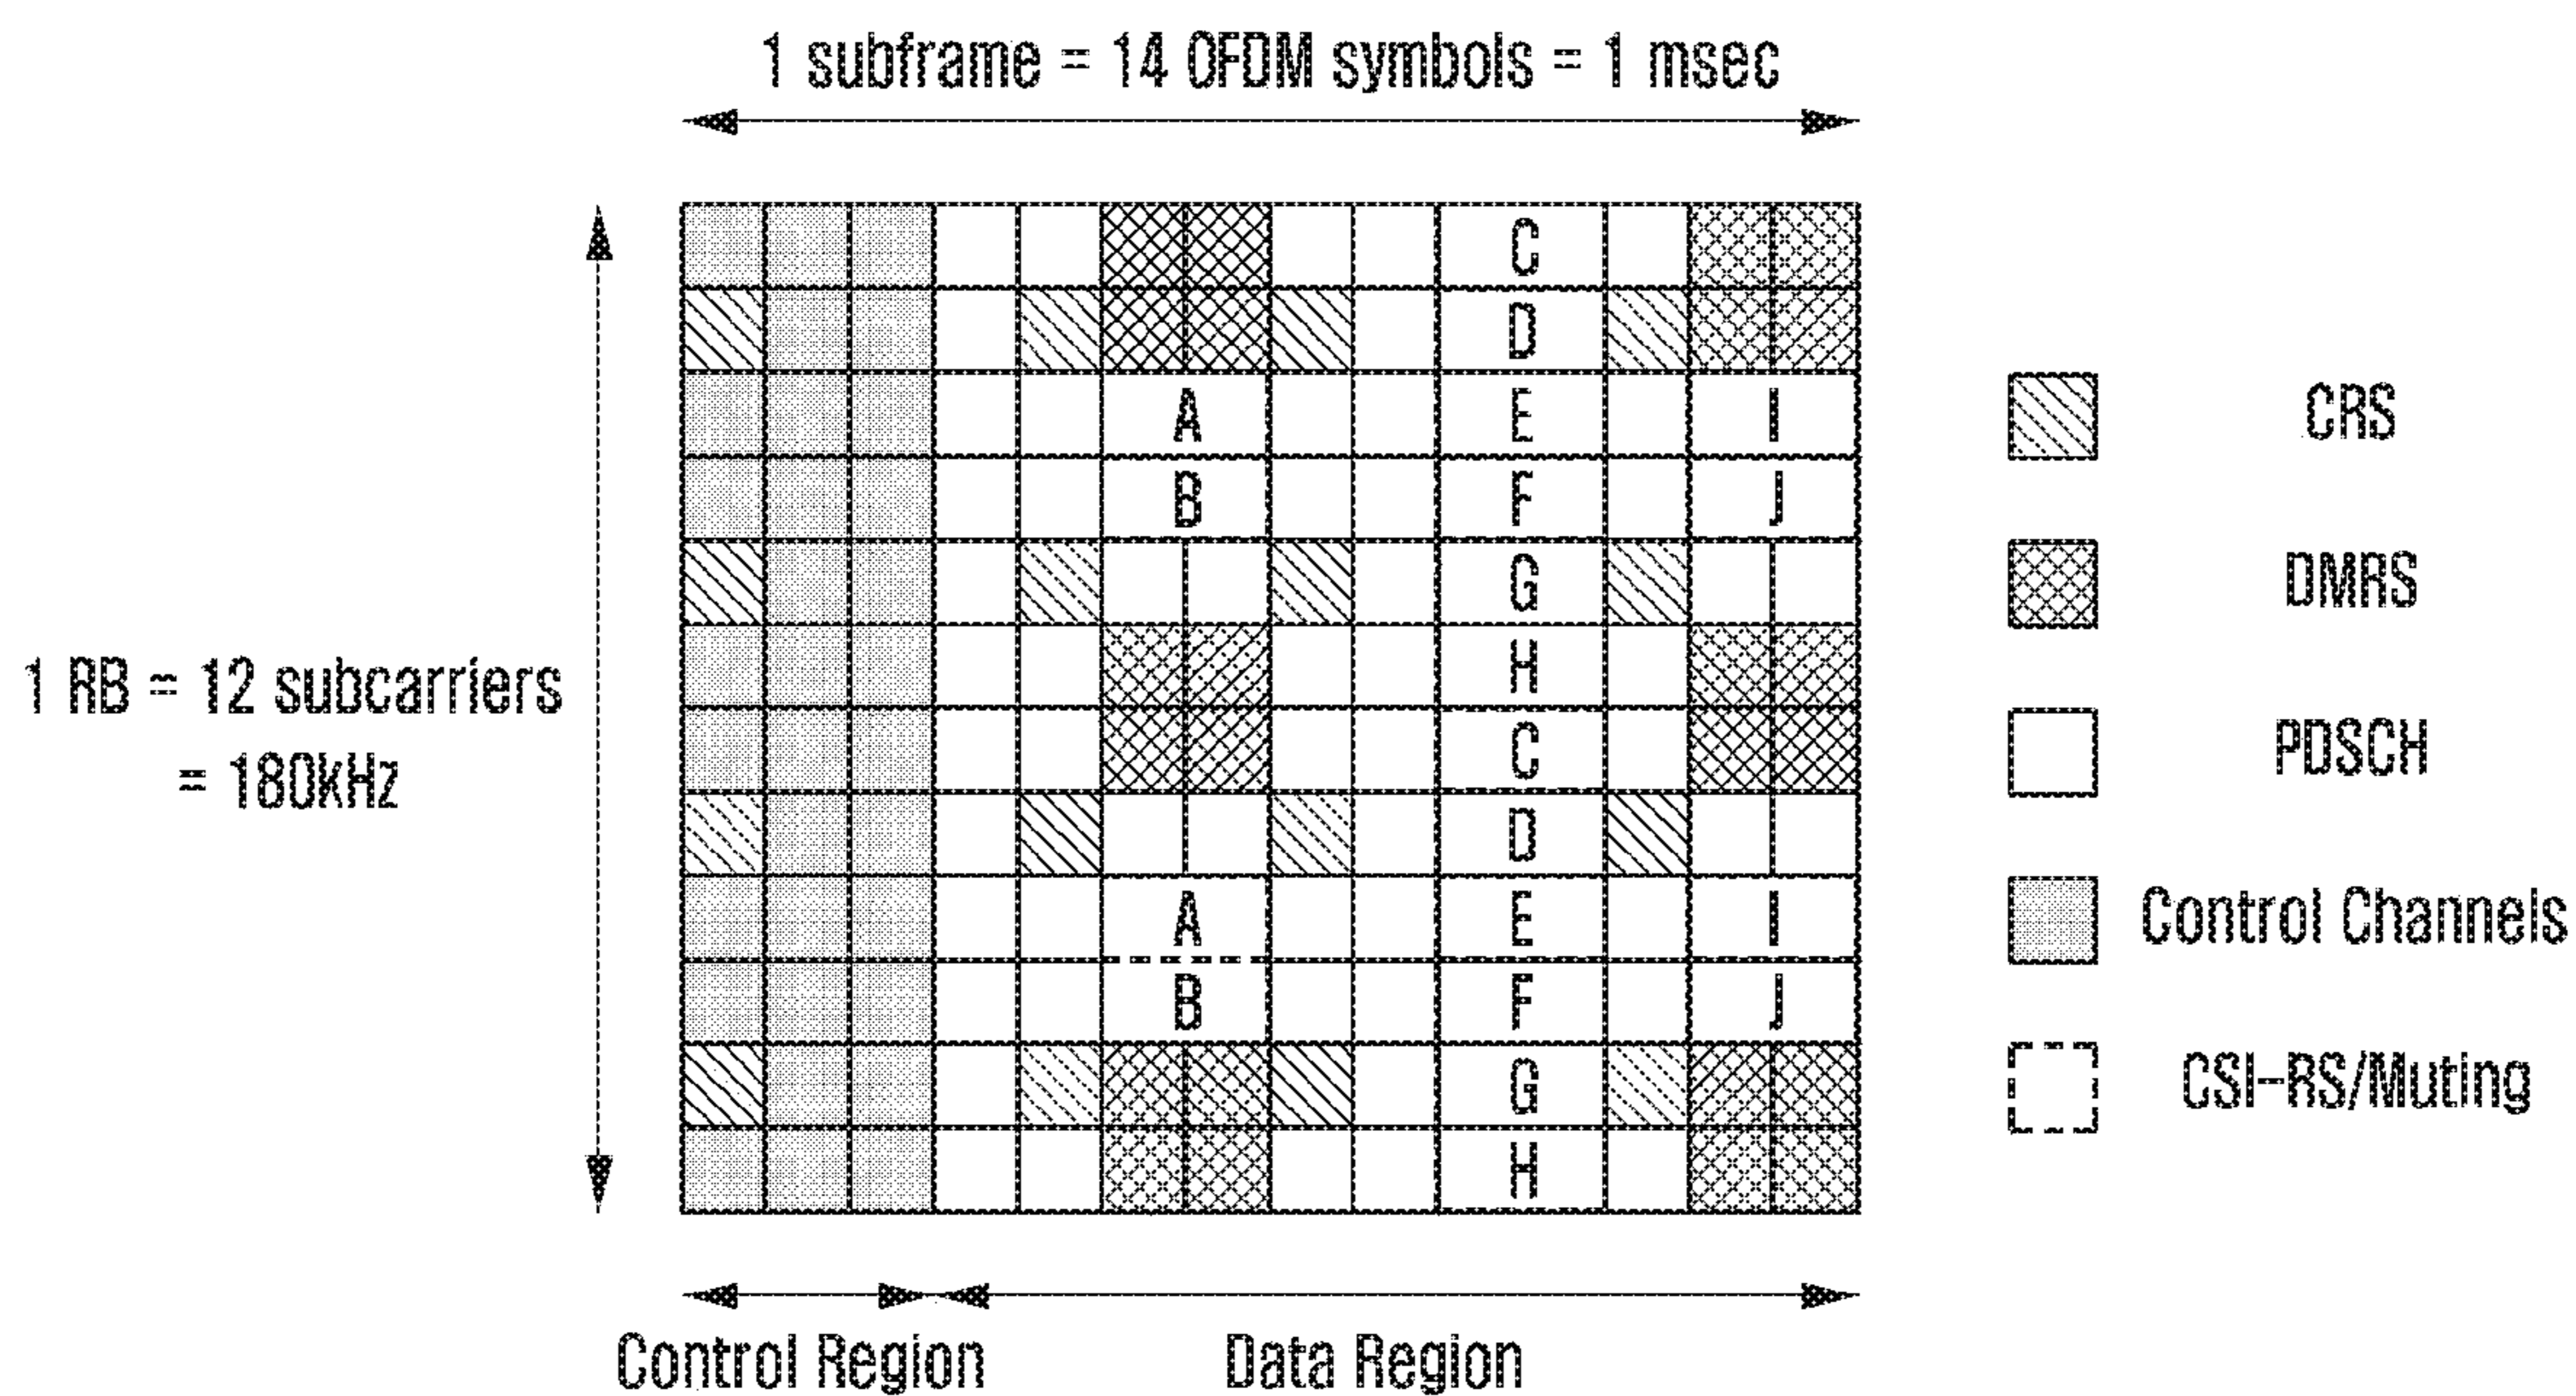 1 subframe = 14 OFDM symbols = 1 msec
C
D
A E I
B F J
G
H
C
D
A E I
B F J
G
H
1 RB = 12 subcarriers
= 180kHz
CRS
DMRS
PDSCH
Control Channels
CSI-RS/Muting
Control Region Data Region